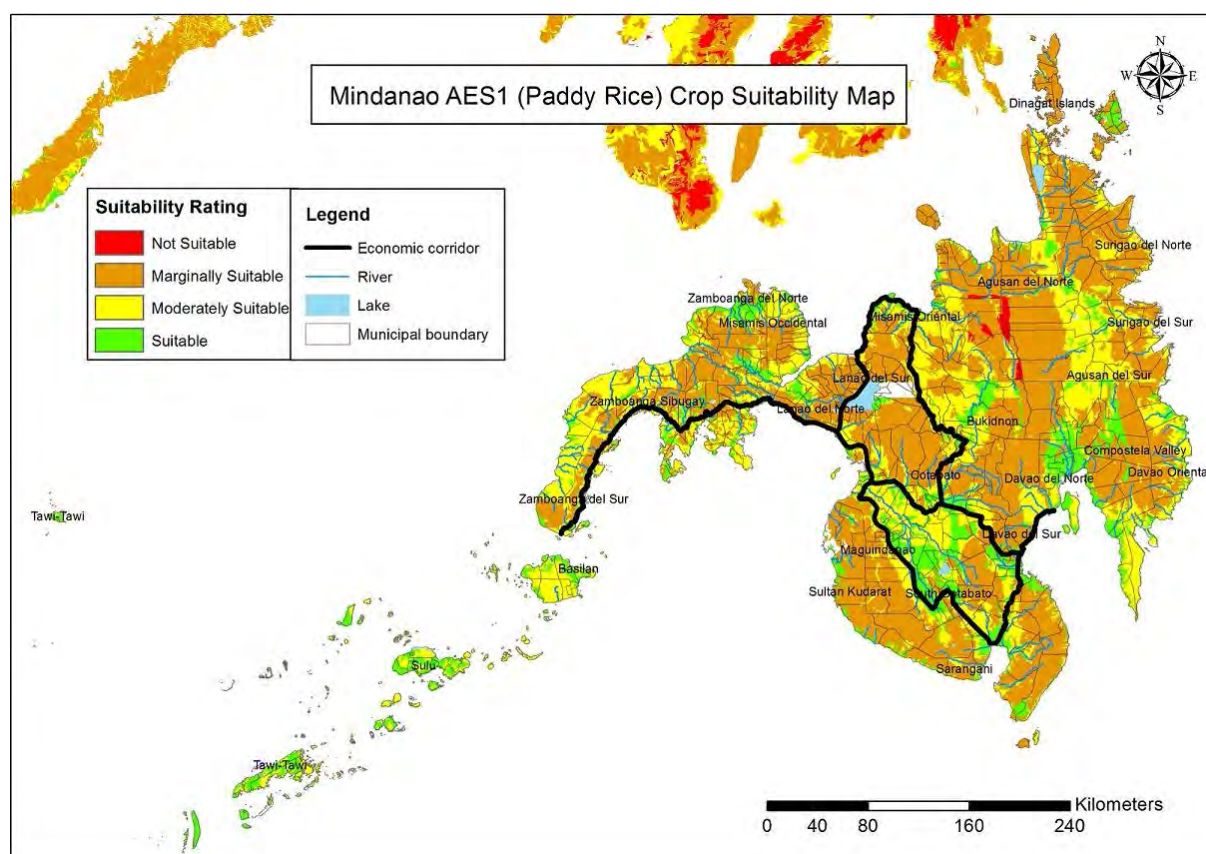 Mindanao AES1 (Paddy Rice) Crop Suitability Map
N
W E
S
Dinagat Islands
Suitability Rating
Not Suitable
Marginally Suitable
Moderately Suitable
Suitable
Legend
Economic corridor
River
Lake
Municipal boundary
Surigao del Norte
Agusan del Norte
Zamboanga del Norte
Misamis Occidental
Misamis Oriental
Surigao del Sur
Lanao del Sur
Agusan del Sur
Zamboanga Sibugay
Lanao del Norte
Bukidnon
Compostela Valley
Cotabato
Davao Orienta
Davao del Norte
Zamboanga del Sur
Tawi-Tawi
Davao del Sur
Maguindanao
Basilan
Sultan Kudarat
South Cotabato
Sulu
Sarangani
Tawi-Tawi
Kilometers
0 40 80 160 240